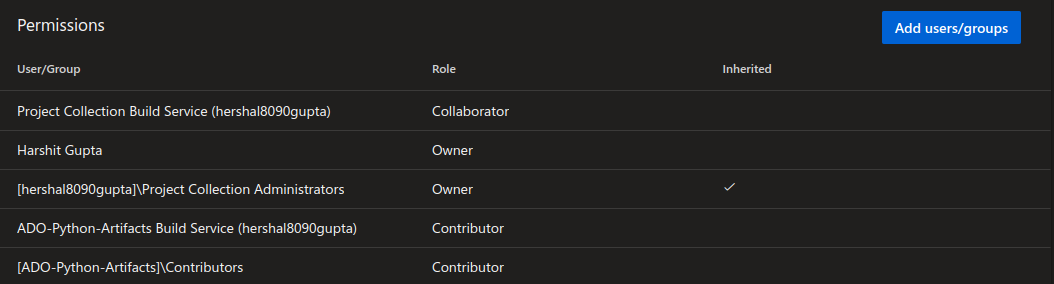 Permissions
Add users/groups
User/Group Role Inherited
Project Collection Build Service (hershal8090gupta) Collaborator
Harshit Gupta Owner
[hershal8090gupta]\Project Collection Administrators Owner ✓
ADO-Python-Artifacts Build Service (hershal8090gupta) Contributor
[ADO-Python-Artifacts]\Contributors Contributor